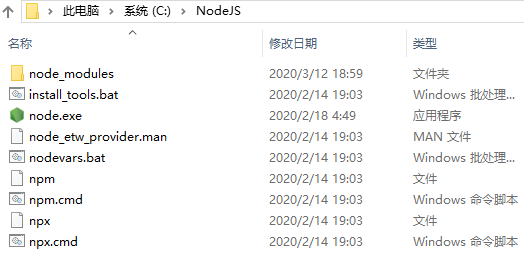 此电脑 › 系统 (C:) › NodeJS
名称 修改日期 类型
node_modules 2020/3/12 18:59 文件夹
install_tools.bat 2020/2/14 19:03 Windows 批处理...
node.exe 2020/2/18 4:49 应用程序
node_etw_provider.man 2020/2/14 19:03 MAN 文件
nodevars.bat 2020/2/14 19:03 Windows 批处理...
npm 2020/2/14 19:03 文件
npm.cmd 2020/2/14 19:03 Windows 命令脚本
npx 2020/2/14 19:03 文件
npx.cmd 2020/2/14 19:03 Windows 命令脚本